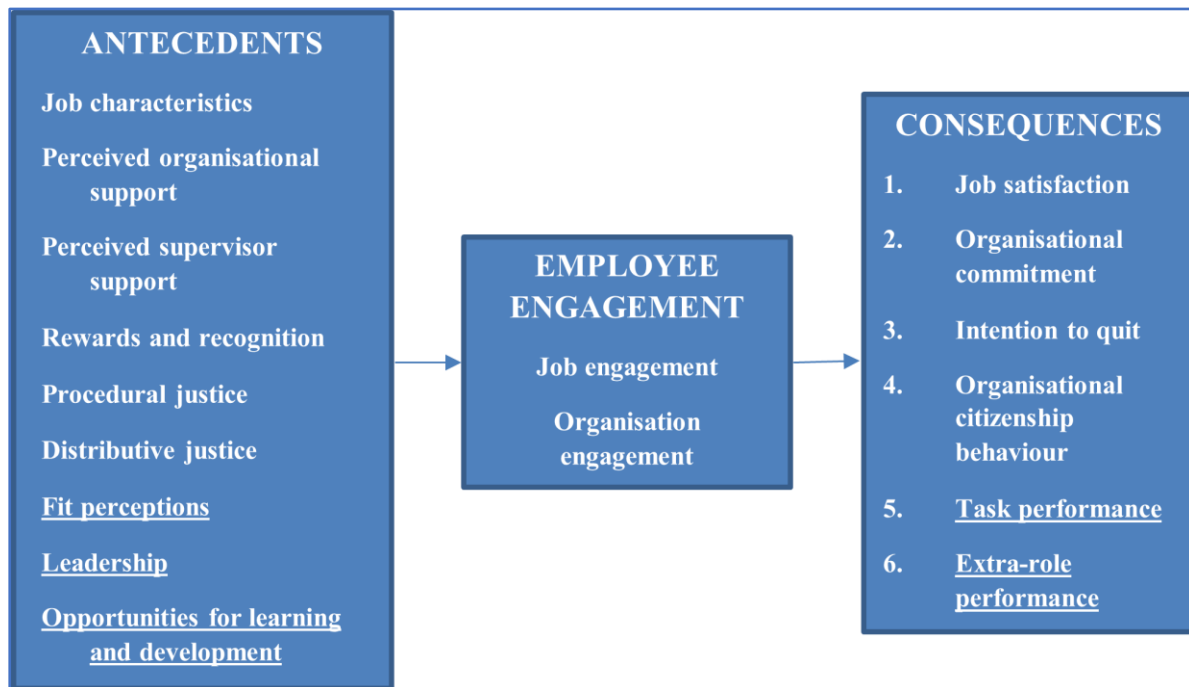 ANTECEDENTS
Job characteristics
Perceived organisational
support
Perceived supervisor
support
Rewards and recognition
Procedural justice
Distributive justice
Fit perceptions
Leadership
Opportunities for learning
and development
EMPLOYEE
ENGAGEMENT
Job engagement
Organisation
engagement
CONSEQUENCES
1. Job satisfaction
2. Organisational
commitment
3. Intention to quit
4. Organisational
citizenship
behaviour
5. Task performance
6. Extra-role
performance